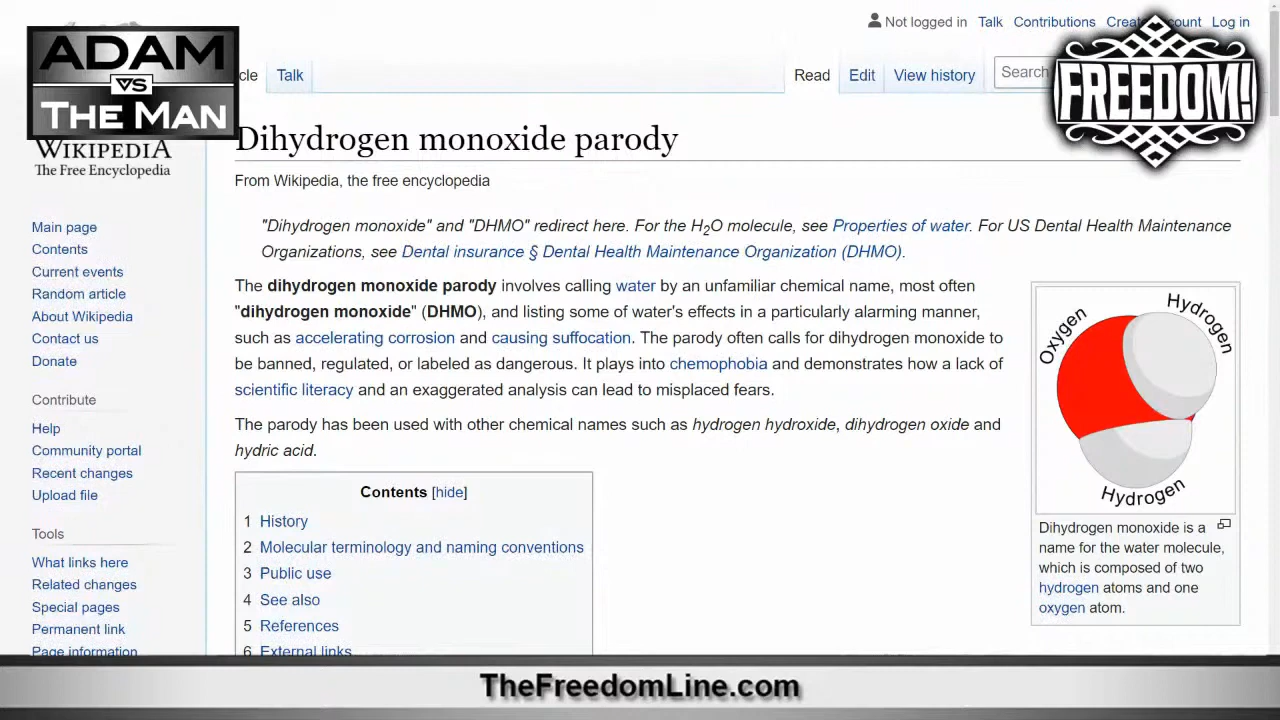 Not logged in Talk Contributions Create account Log in
ADAM
VS
THE MAN
FREEDOM!
Talk
Read Edit View history Search
WIKIPEDIA
The Free Encyclopedia
Main page
Contents
Current events
Random article
About Wikipedia
Contact us
Donate
Contribute
Help
Community portal
Recent changes
Upload file
Tools
What links here
Related changes
Special pages
Permanent link
Page information
Dihydrogen monoxide parody
From Wikipedia, the free encyclopedia
"Dihydrogen monoxide" and "DHMO" redirect here. For the H2O molecule, see Properties of water. For US Dental Health Maintenance
Organizations, see Dental insurance § Dental Health Maintenance Organization (DHMO).
The dihydrogen monoxide parody involves calling water by an unfamiliar chemical name, most often
"dihydrogen monoxide" (DHMO), and listing some of water's effects in a particularly alarming manner,
such as accelerating corrosion and causing suffocation. The parody often calls for dihydrogen monoxide to
be banned, regulated, or labeled as dangerous. It plays into chemophobia and demonstrates how a lack of
scientific literacy and an exaggerated analysis can lead to misplaced fears.
The parody has been used with other chemical names such as hydrogen hydroxide, dihydrogen oxide and
hydric acid.
Contents [hide]
1 History
2 Molecular terminology and naming conventions
3 Public use
4 See also
5 References
6 External links
Oxygen
Hydrogen
Hydrogen
Dihydrogen monoxide is a
name for the water molecule,
which is composed of two
hydrogen atoms and one
oxygen atom.
TheFreedomLine.com